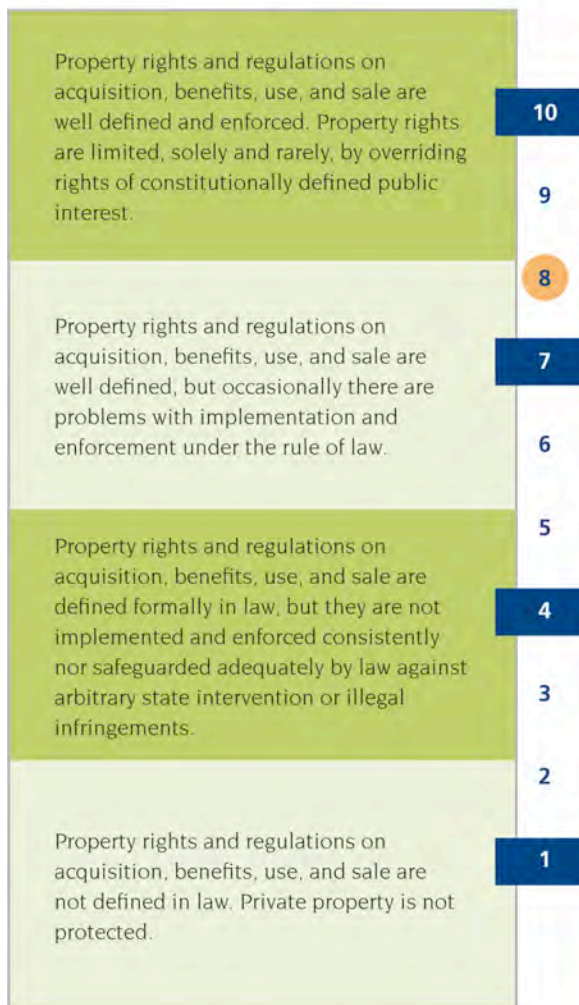 Property rights and regulations on
acquisition, benefits, use, and sale are
well defined and enforced. Property rights
are limited, solely and rarely, by overriding
rights of constitutionally defined public
interest.
10
9
8
Property rights and regulations on
acquisition, benefits, use, and sale are
well defined, but occasionally there are
problems with implementation and
enforcement under the rule of law.
7
6
5
Property rights and regulations on
acquisition, benefits, use, and sale are
defined formally in law, but they are not
implemented and enforced consistently
nor safeguarded adequately by law against
arbitrary state intervention or illegal
infringements.
4
3
2
Property rights and regulations on
acquisition, benefits, use, and sale are
not defined in law. Private property is not
protected.
1